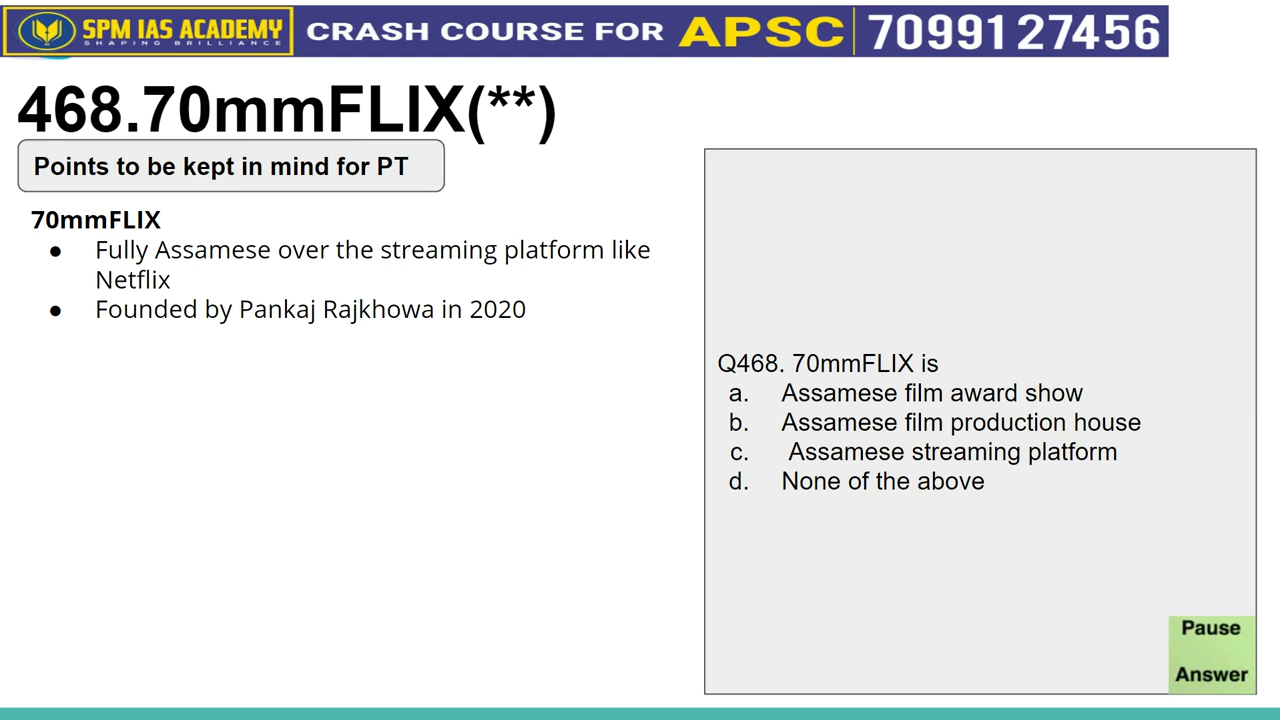 SPM IAS ACADEMY
SHAPING BRILLIANCE
CRASH COURSE FOR APSC 7099127456
468.70mmFLIX(**)
Points to be kept in mind for PT
70mmFLIX
● Fully Assamese over the streaming platform like
Netflix
● Founded by Pankaj Rajkhowa in 2020
Q468. 70mmFLIX is
a. Assamese film award show
b. Assamese film production house
c. Assamese streaming platform
d. None of the above
Pause
Answer